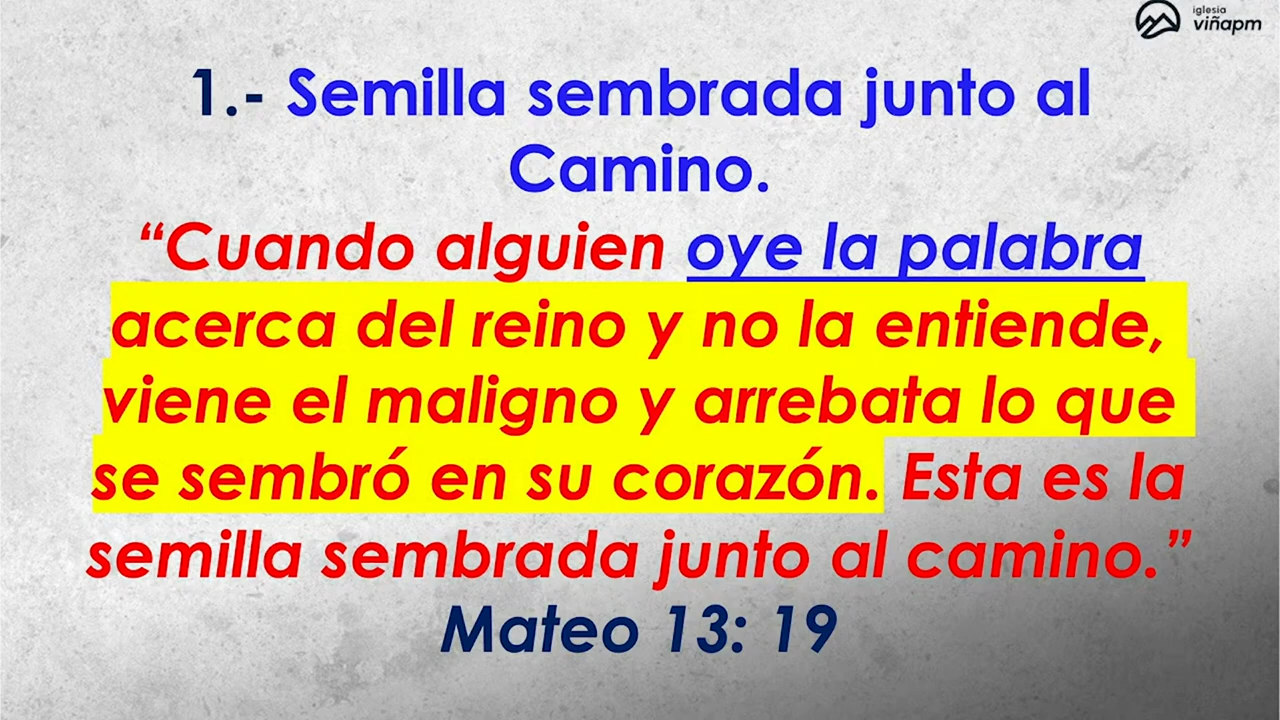 iglesia
viñapm
1.- Semilla sembrada junto al
Camino.
“Cuando alguien oye la palabra
acerca del reino y no la entiende,
viene el maligno y arrebata lo que
se sembró en su corazón. Esta es la
semilla sembrada junto al camino.”
Mateo 13: 19